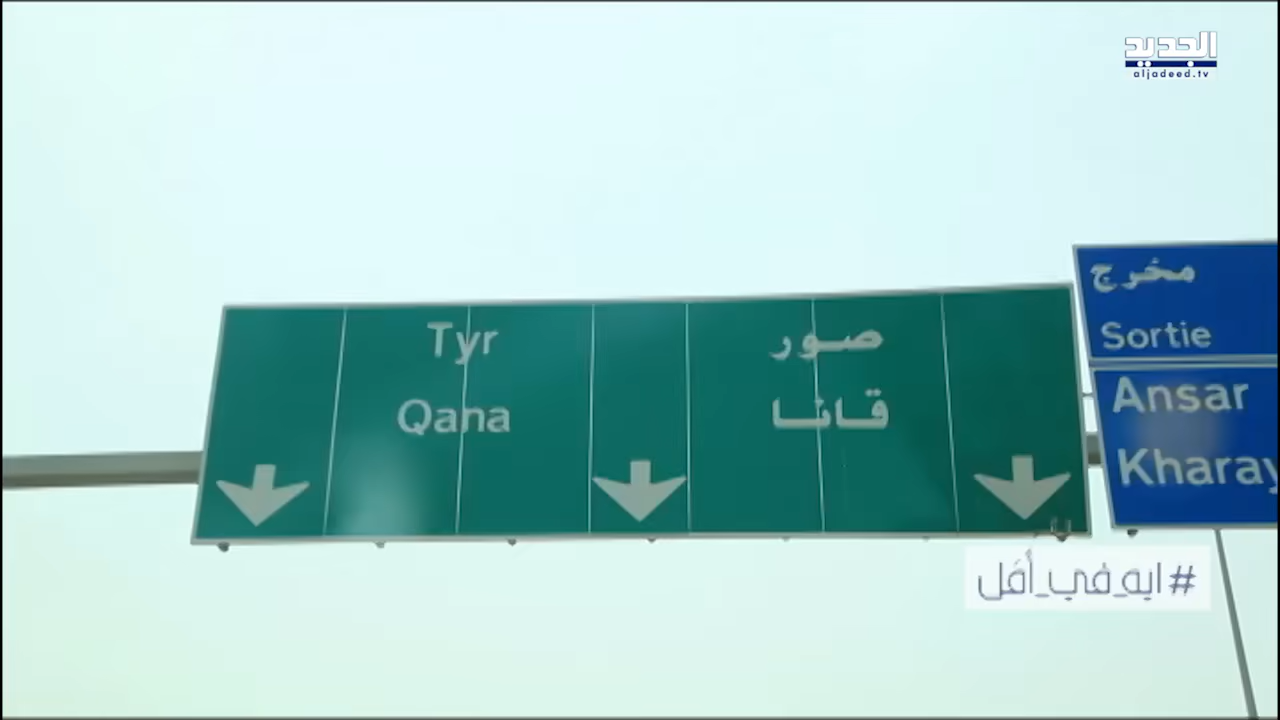 الجديد
aljadeed.tv
Tyr
صور
Qana
قانا
مخرج
Sortie
Ansar
#ايه_في_أمل